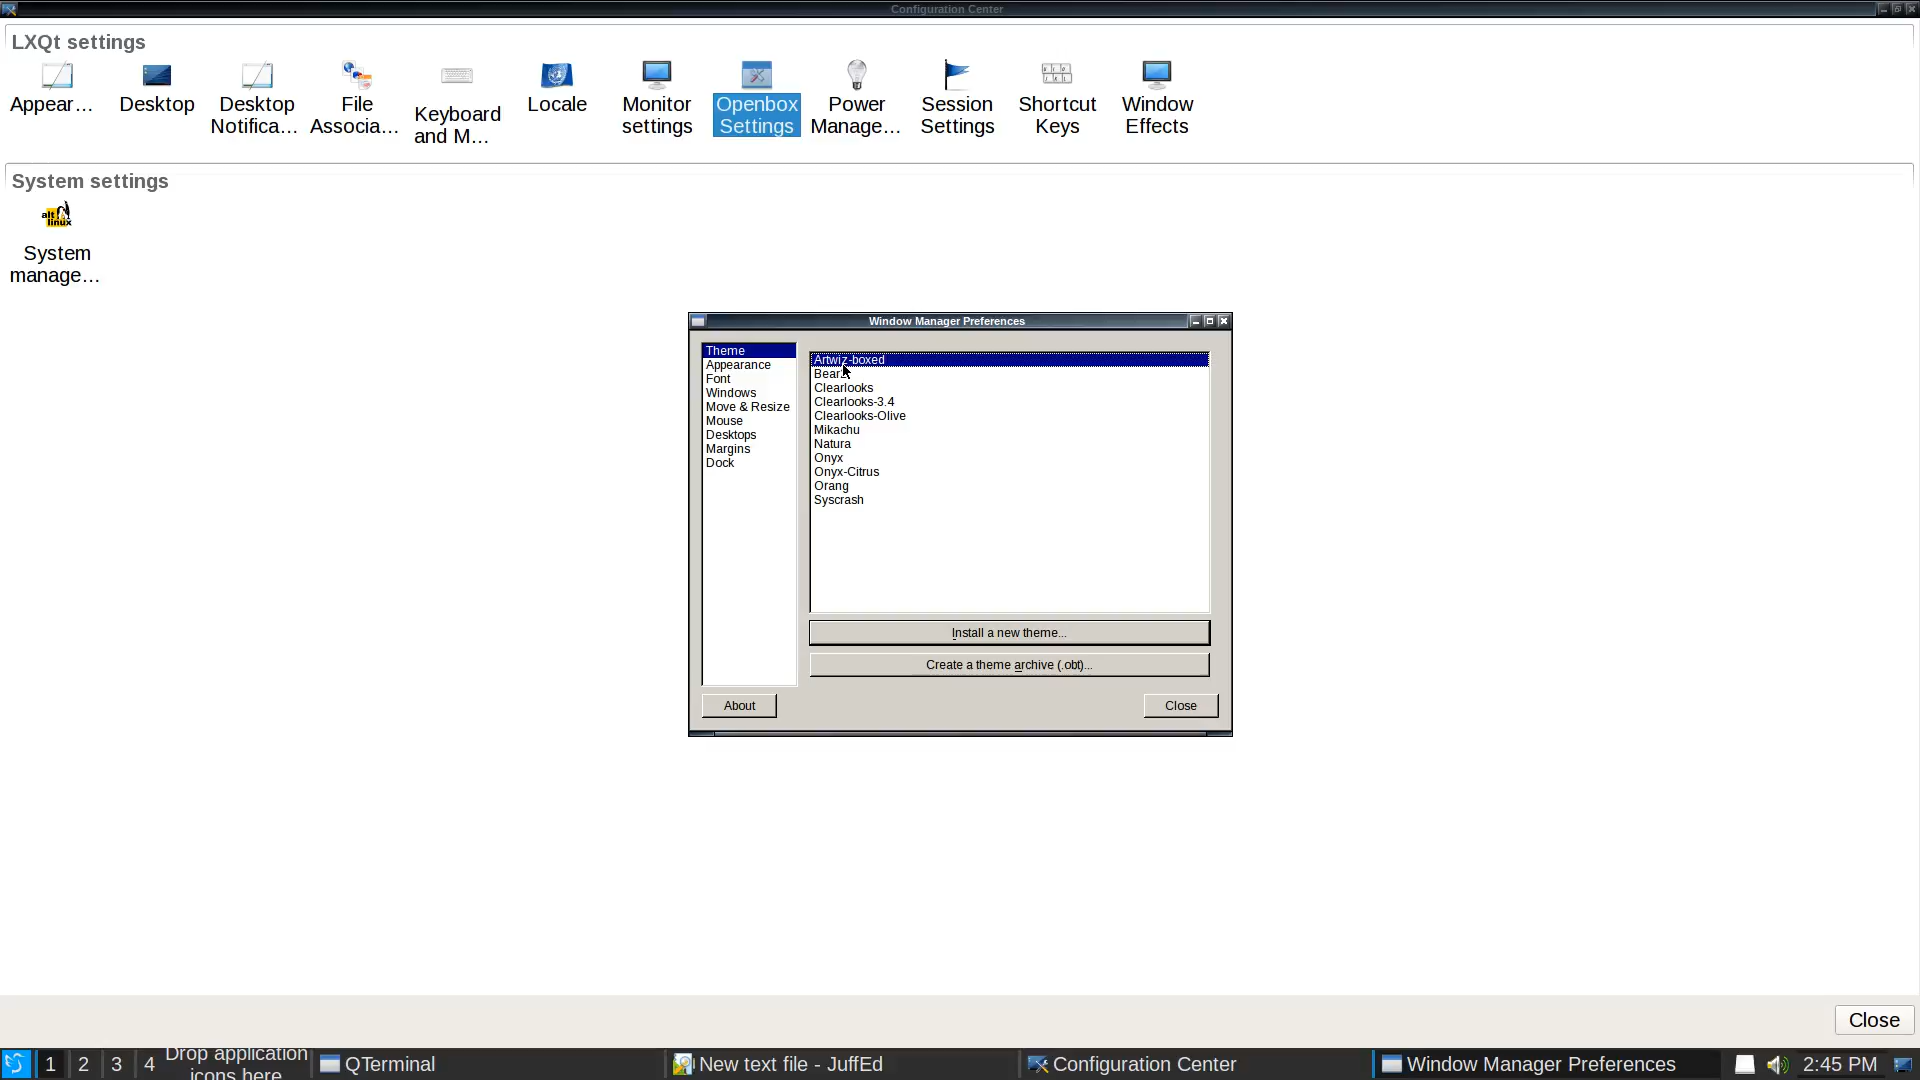 Configuration Center
LXQt settings
Appear...
Desktop
Desktop
Notifica...
File
Associa...
Keyboard
and M...
Locale
Monitor
settings
Openbox
Settings
Power
Manage...
Session
Settings
Shortcut
Keys
Window
Effects
System settings
alt
linux
System
manage...
Window Manager Preferences
Theme
Appearance
Font
Windows
Move & Resize
Mouse
Desktops
Margins
Dock
Artwiz-boxed
Clearlooks
Clearlooks-3.4
Clearlooks-Olive
Mikachu
Natura
Onyx
Onyx-Citrus
Orang
Syscrash
Install a new theme...
Create a theme archive (.obt)...
About
Close
Close
1
2
3
4
Drop application
icons here
QTerminal
New text file - JuffEd
Configuration Center
Window Manager Preferences
2:45 PM